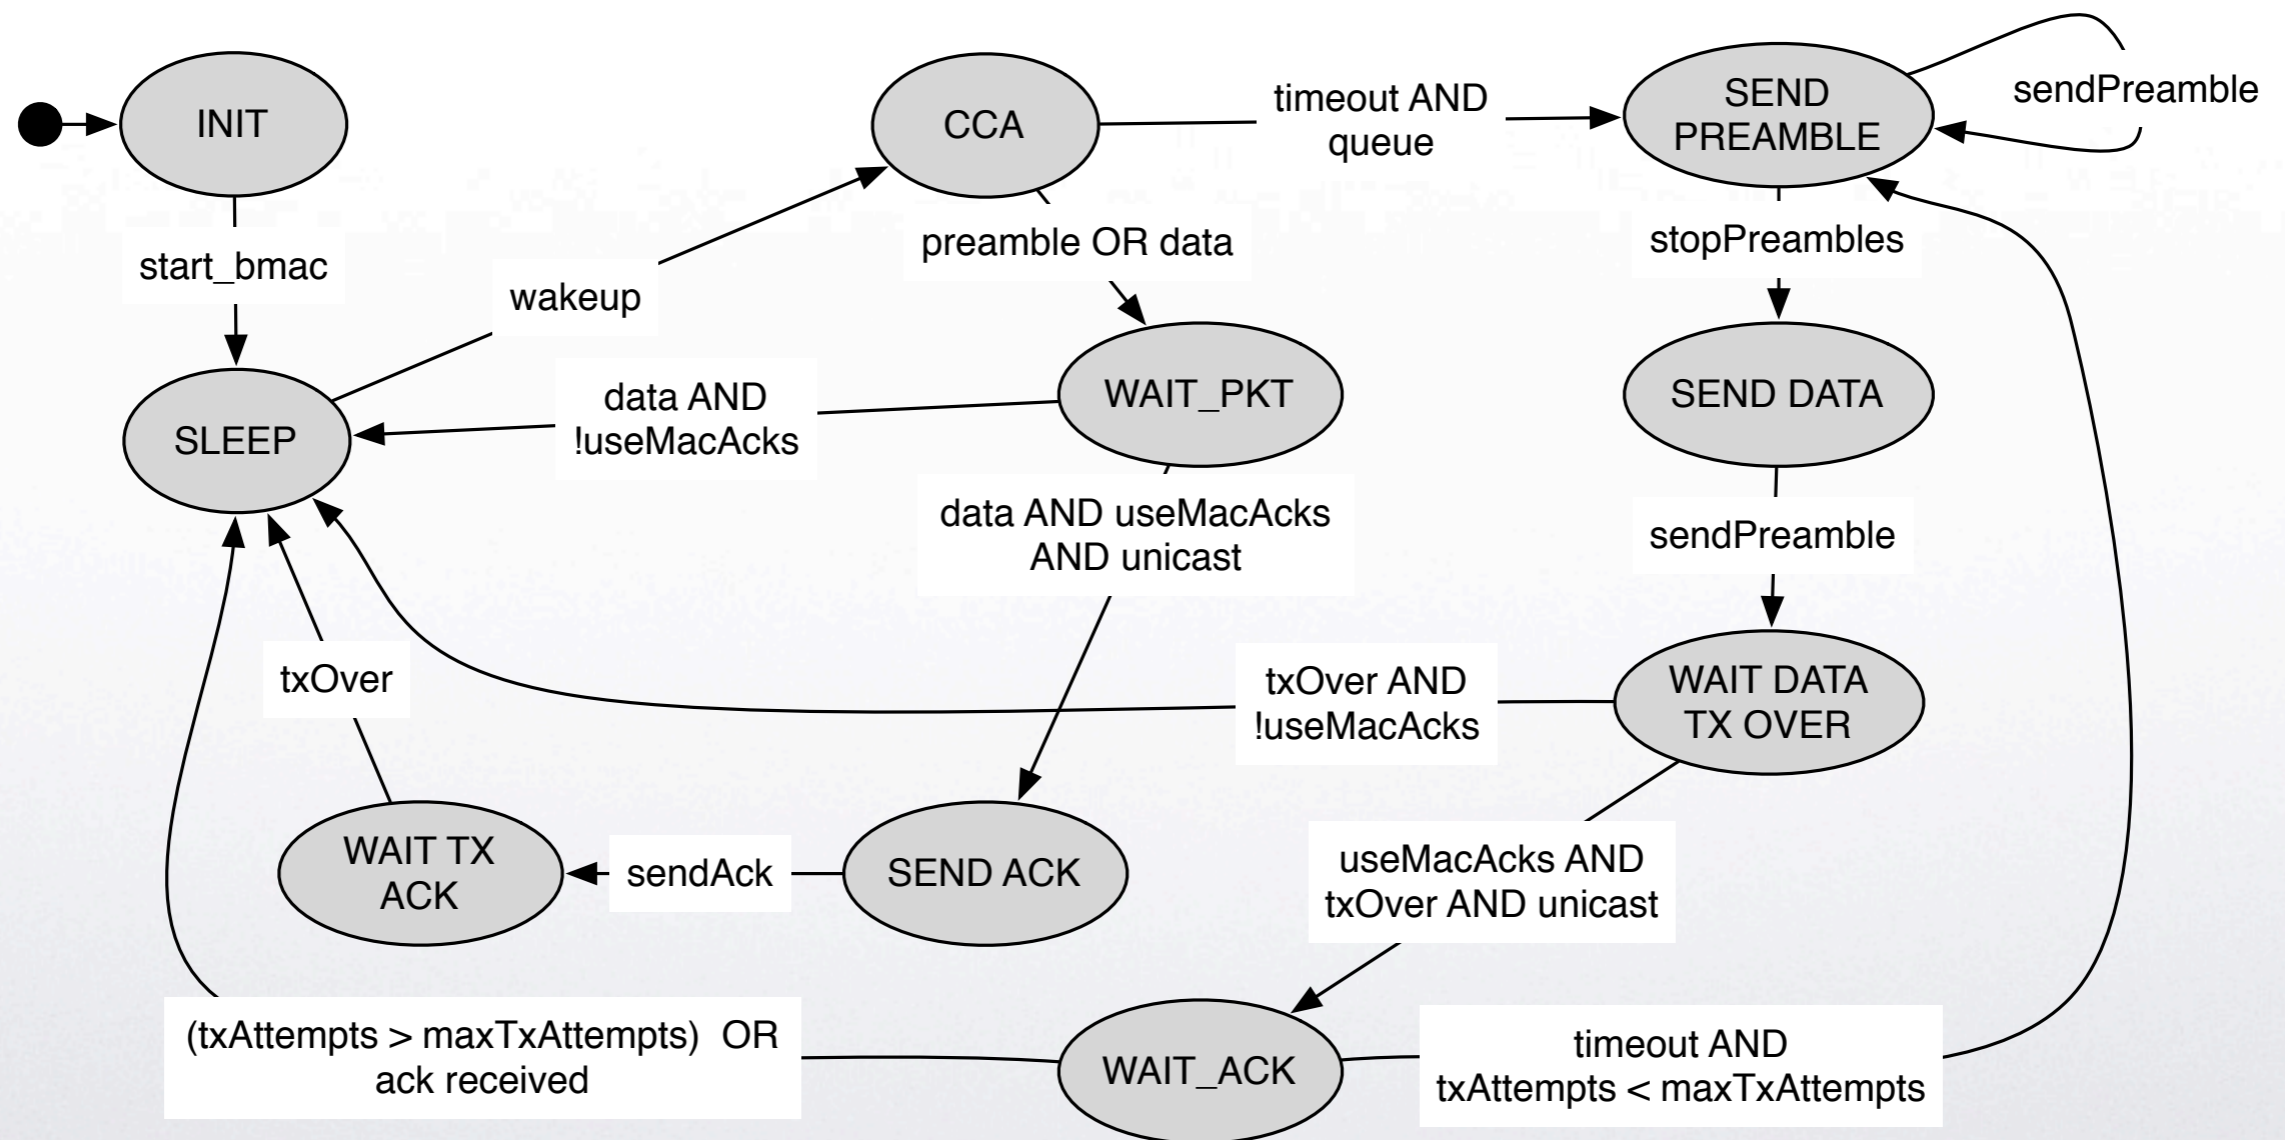 INIT
CCA
timeout AND
queue
SEND
PREAMBLE
sendPreamble
start_bmac
wakeup
preamble OR data
stopPreambles
SLEEP
data AND
!useMacAcks
WAIT_PKT
SEND DATA
data AND useMacAcks
AND unicast
sendPreamble
txOver
txOver AND
!useMacAcks
WAIT DATA
TX OVER
WAIT TX
ACK
sendAck
SEND ACK
useMacAcks AND
txOver AND unicast
(txAttempts > maxTxAttempts)  OR
ack received
WAIT_ACK
timeout AND
txAttempts < maxTxAttempts